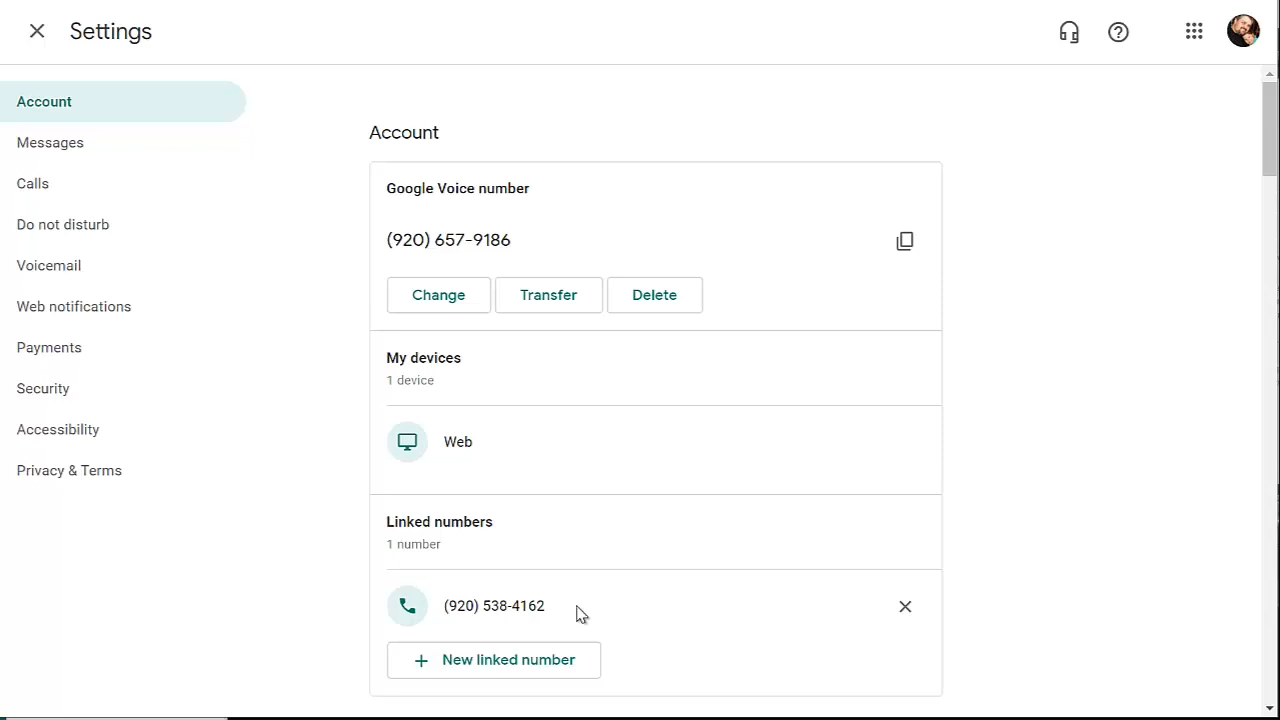 Settings
Account
Messages
Calls
Do not disturb
Voicemail
Web notifications
Payments
Security
Accessibility
Privacy & Terms
Account
Google Voice number
(920) 657-9186
Change Transfer Delete
My devices
1 device
Web
Linked numbers
1 number
(920) 538-4162
New linked number